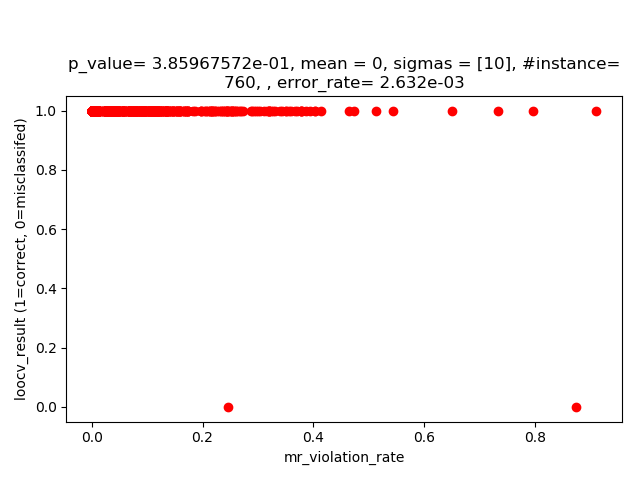 p_value= 3.85967572e-01, mean = 0, sigmas = [10], #instance=
760, , error_rate= 2.632e-03
1.0
0.8
0.6
0.4
0.2
0.0
loocv_result (1=correct, 0=misclassifed)
0.0 0.2 0.4 0.6 0.8
mr_violation_rate